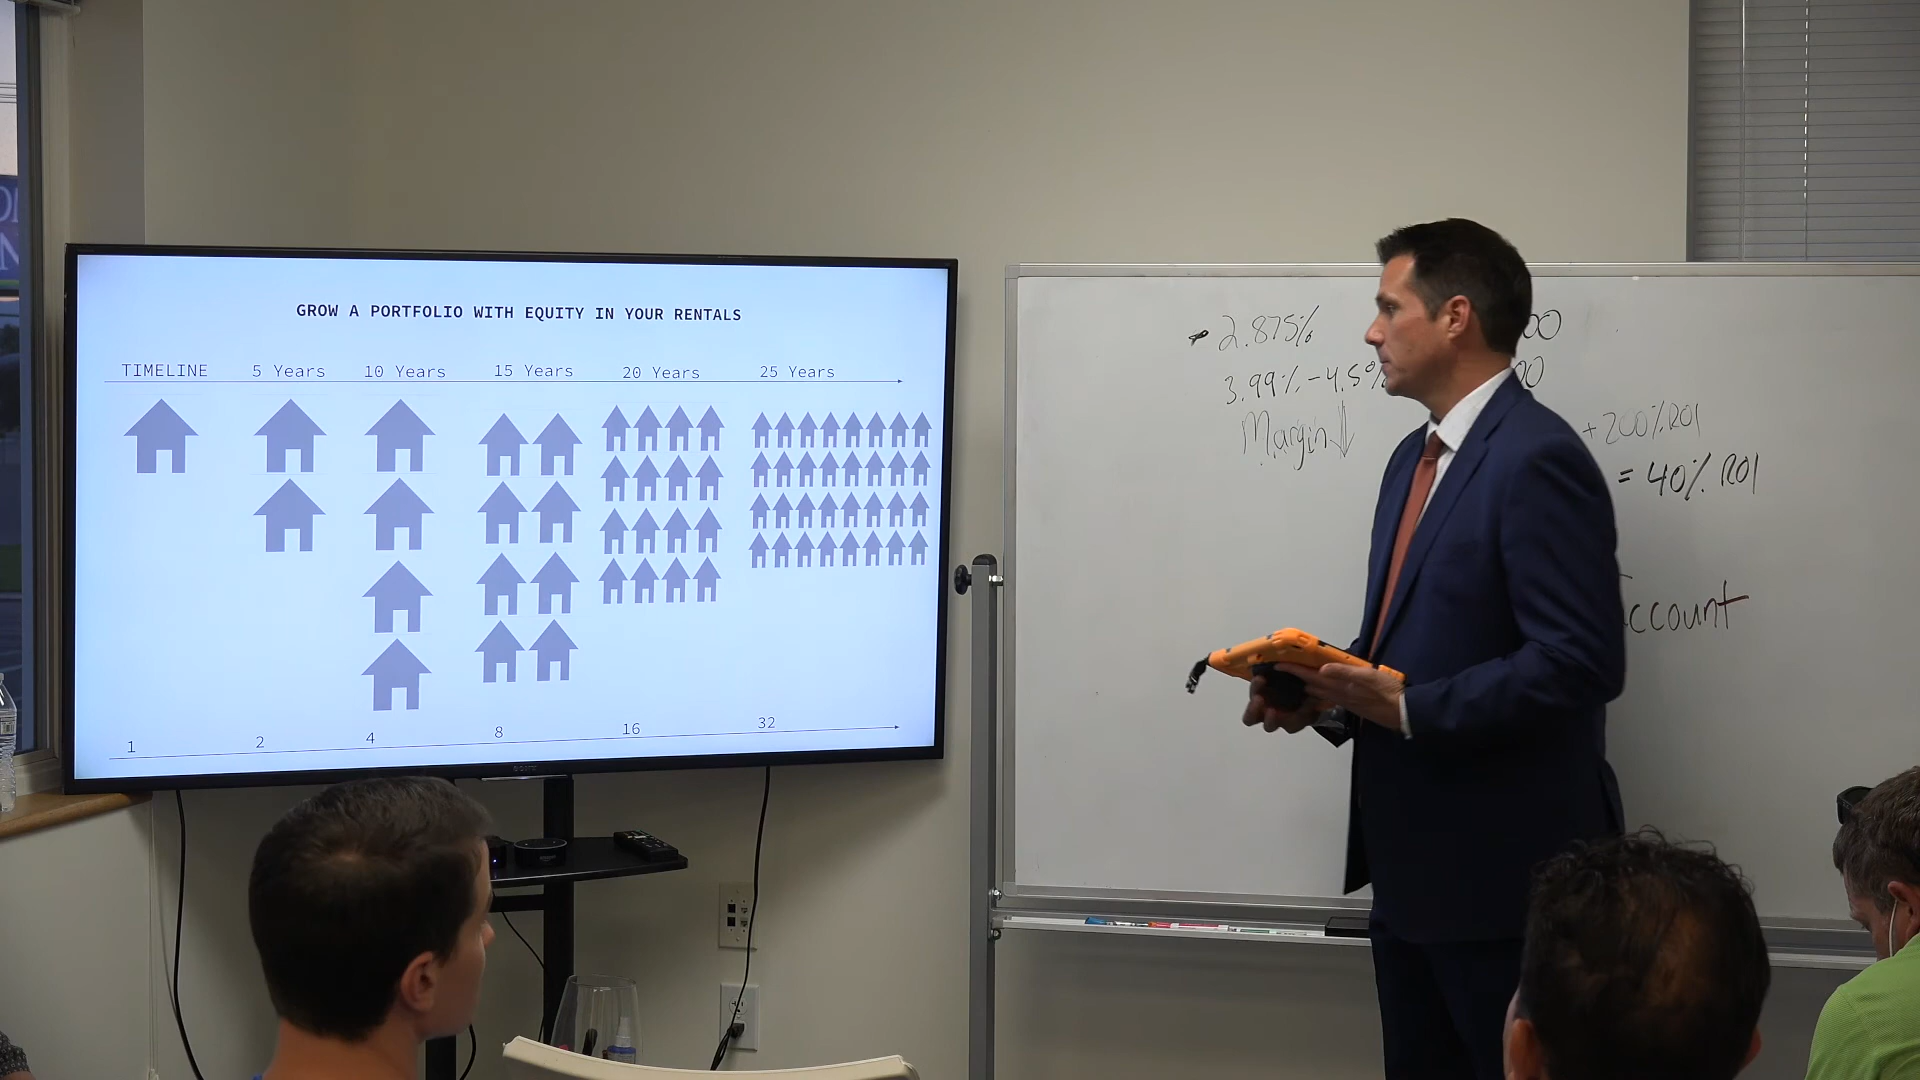 GROW A PORTFOLIO WITH EQUITY IN YOUR RENTALS
TIMELINE 5 Years 10 Years 15 Years 20 Years 25 Years
1 2 4 8 16 32
2.875%
3.99% - 4.5%
Margin ↓
+200% ROI
= 40% ROI
ccount